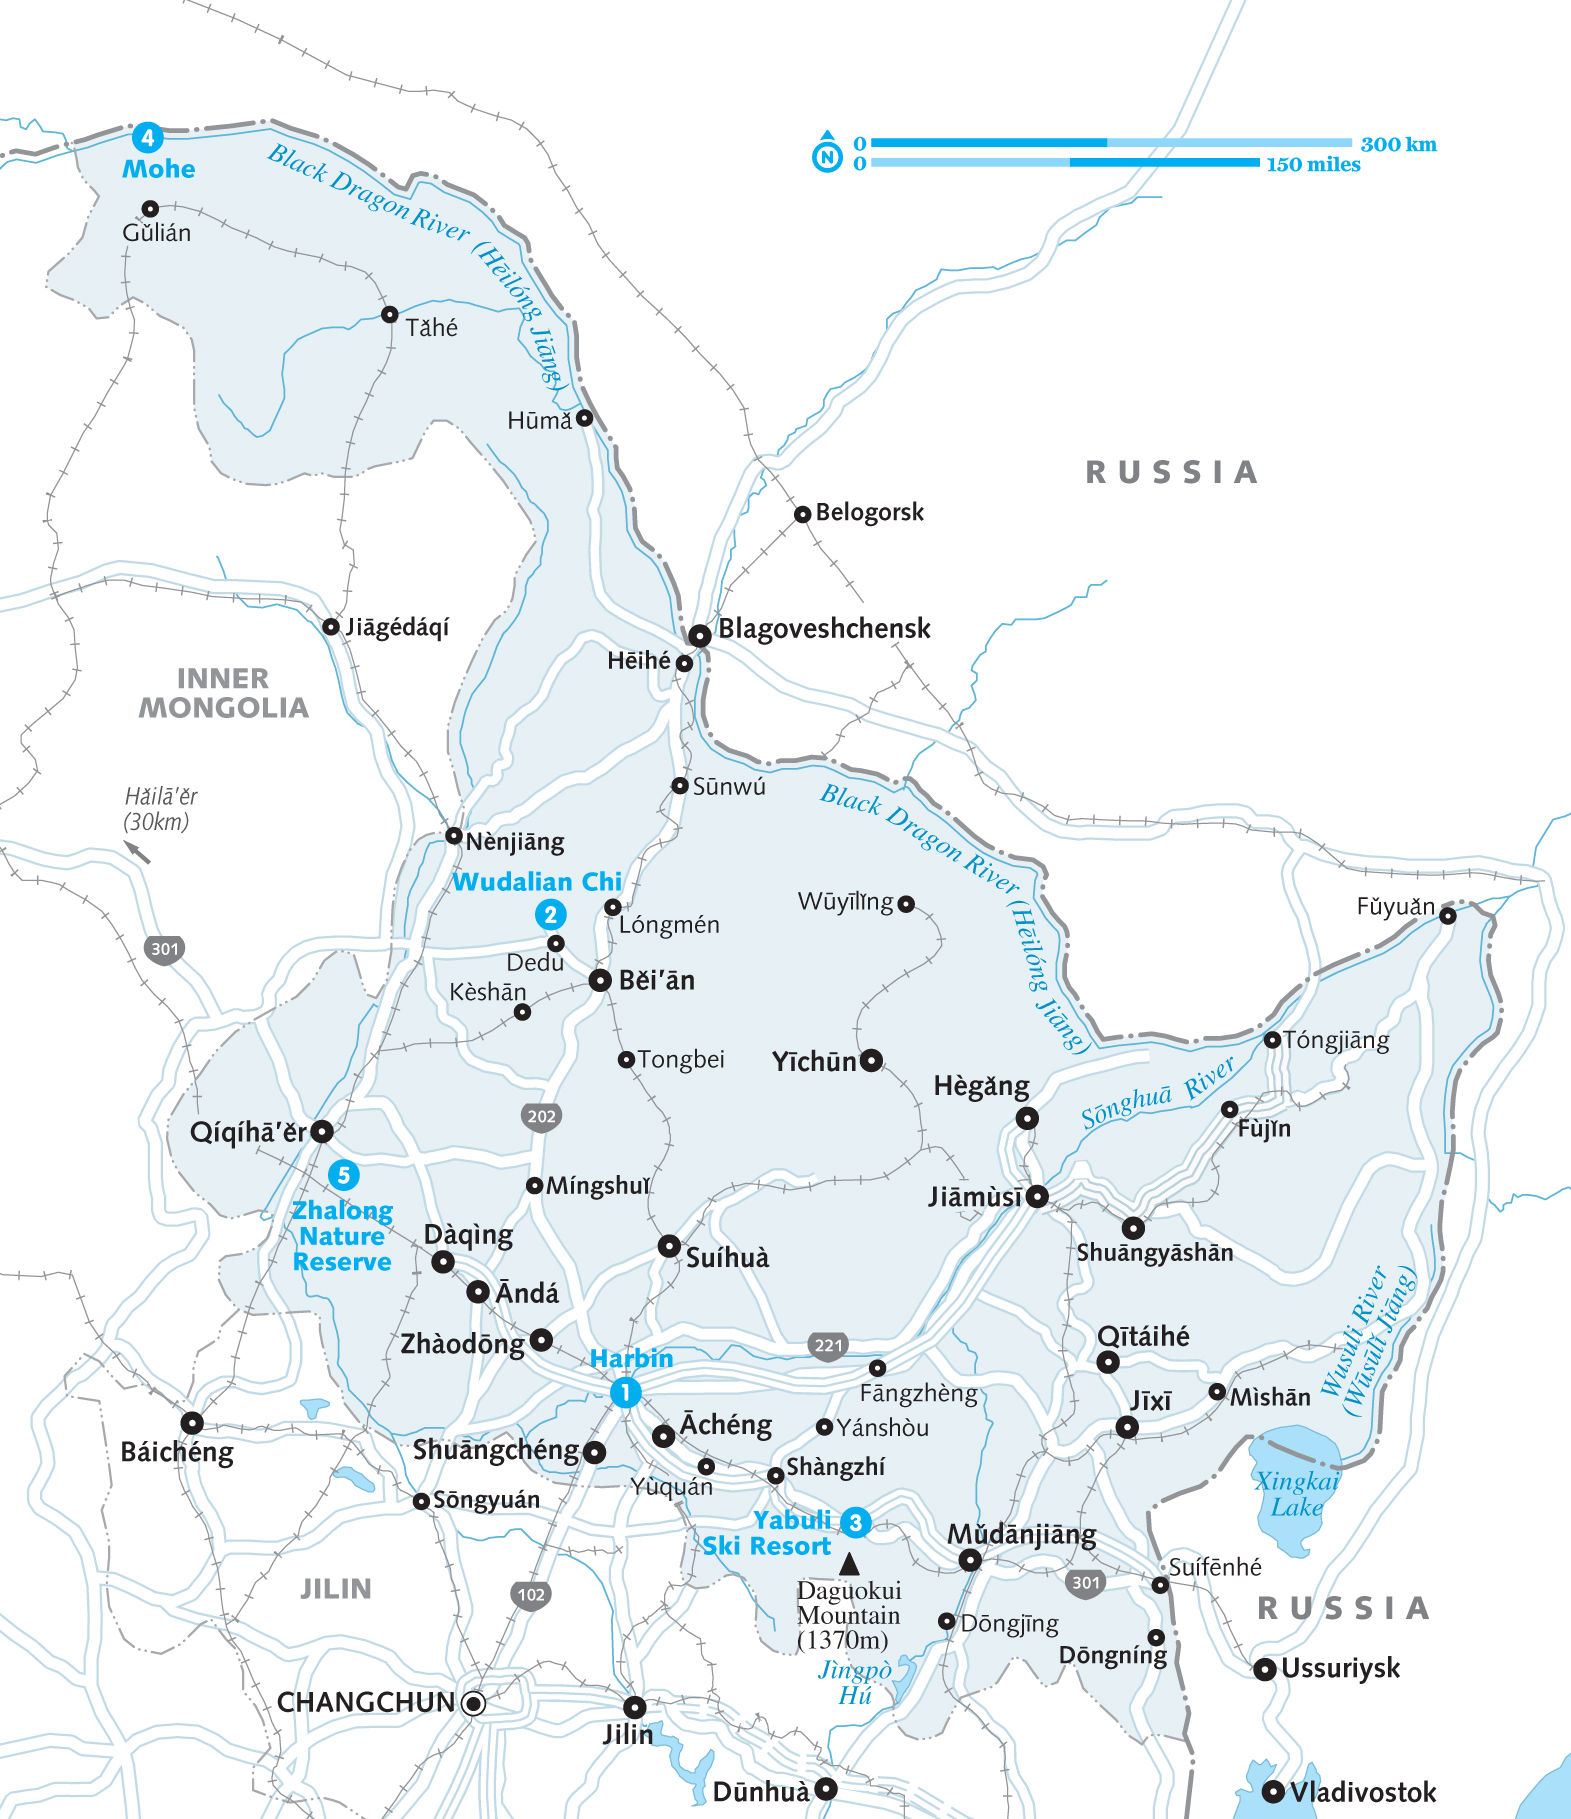 4
Mohe
Gǔlián
Black Dragon River (Hēilóng Jiāng)
N
0
300 km
0
150 miles
Tǎhé
Hūmǎ
RUSSIA
Belogorsk
Jiāgédáqí
Blagoveshchensk
Hēihé
INNER
MONGOLIA
Hǎilā'ěr
(30km)
Sūnwú
Black Dragon River (Hēilóng Jiāng)
Nènjiāng
Wudalian Chi
2
Lóngmén
Wūyīlǐng
Fǔyuǎn
301
Dedu
Běi'ān
Kèshān
Tongbei
Yīchūn
Tóngjiāng
Hègǎng
Sōnghuā River
202
Fùjǐn
Qíqíhā'ěr
5
Zhalong
Nature
Reserve
Míngshuǐ
Jiāmùsī
Shuāngyāshān
Dàqìng
Suíhuà
Āndá
Wusuli River
(Wūsūlǐ Jiāng)
Zhàodōng
221
Qītáihé
Harbin
1
Fāngzhèng
Jīxī
Mìshān
Báichéng
Āchéng
Yánshòu
Shuāngchéng
Yùquán
Shàngzhí
Xingkai
Lake
Sōngyuán
Yabuli
Ski Resort
3
Mǔdānjiāng
Suífēnhé
JILIN
102
Daguokui
Mountain
(1370m)
301
RUSSIA
Dōngjīng
Dōngníng
Jìngpò
Hú
Ussuriysk
CHANGCHUN
Jilin
Dūnhuà
Vladivostok